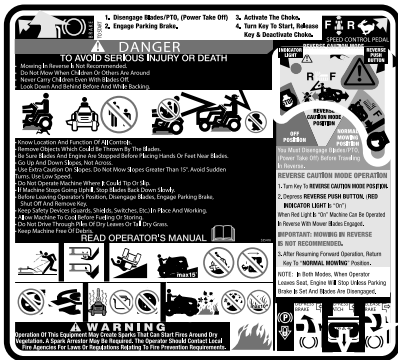 BRAKE
1. Disengage Blades/PTO, (Power Take Off)
2. Engage Parking Brake.
3. Activate The Choke.
4. Turn Key To Start, Release
Key & Deactivate Choke.
F R
SPEED CONTROL PEDAL
DANGER
TO AVOID SERIOUS INJURY OR DEATH
- Mowing In Reverse Is Not Recommended.
- Do Not Mow When Children Or Others Are Around
- Never Carry Children Even With Blades Off.
- Look Down And Behind Before And While Backing.
- Know Location And Function Of All Controls.
- Remove Objects Which Could Be Thrown By The Blades.
- Be Sure Blades And Engine Are Stopped Before Placing Hands Or Feet Near Blades.
- Go Up And Down Slopes, Not Across.
- Use Extra Caution On Slopes. Do Not Mow Slopes Greater Than 15°. Avoid Sudden
Turns. Use Low Speed.
- Do Not Operate Machine Where It Could Tip Or Slip.
- If Machine Stops Going Uphill, Stop Blades Back Down Slowly.
- Before Leaving Operator's Position, Disengage Blades, Engage Parking Brake,
Shut Off And Remove Key.
- Keep Safety Devices (Guards, Shields, Switches, Etc.) In Place And Working.
- Allow Machine To Cool Before Fueling Or Storing.
- Do Not Drive Through Piles Of Dry Leaves Or Tall Dry Grass.
- Keep Machine Free Of Debris.
READ OPERATOR'S MANUAL
max15°
WARNING
Operation Of This Equipment May Create Sparks That Can Start Fires Around Dry
Vegetation. A Spark Arrestor May Be Required. The Operator Should Contact Local
Fire Agencies For Laws Or Regulations Relating To Fire Prevention Requirements.
REVERSE CAUTION MODE
INDICATOR
LIGHT
REVERSE
PUSH
BUTTON
R F
REVERSE
CAUTION MODE
POSITION
OFF
POSITION
NORMAL
MOWING
POSITION
You Must Disengage Blades/PTO,
(Power Take Off) Before Traveling
In Reverse.
REVERSE CAUTION MODE OPERATION
1. Turn Key To REVERSE CAUTION MODE POSITION.
2. Depress REVERSE PUSH BUTTON, (RED
INDICATOR LIGHT Is "On")
When Red Light Is "On" Machine Can Be Operated
In Reverse With Mower Blades Engaged.
IMPORTANT: MOWING IN REVERSE
IS NOT RECOMMENDED.
3. After Resuming Forward Operation, Return
Key To "NORMAL MOWING" Position.
NOTE: In Both Modes, When Operator
Leaves Seat, Engine Will Stop Unless Parking
Brake Is Set And Blades Are Disengaged.
BRAKE